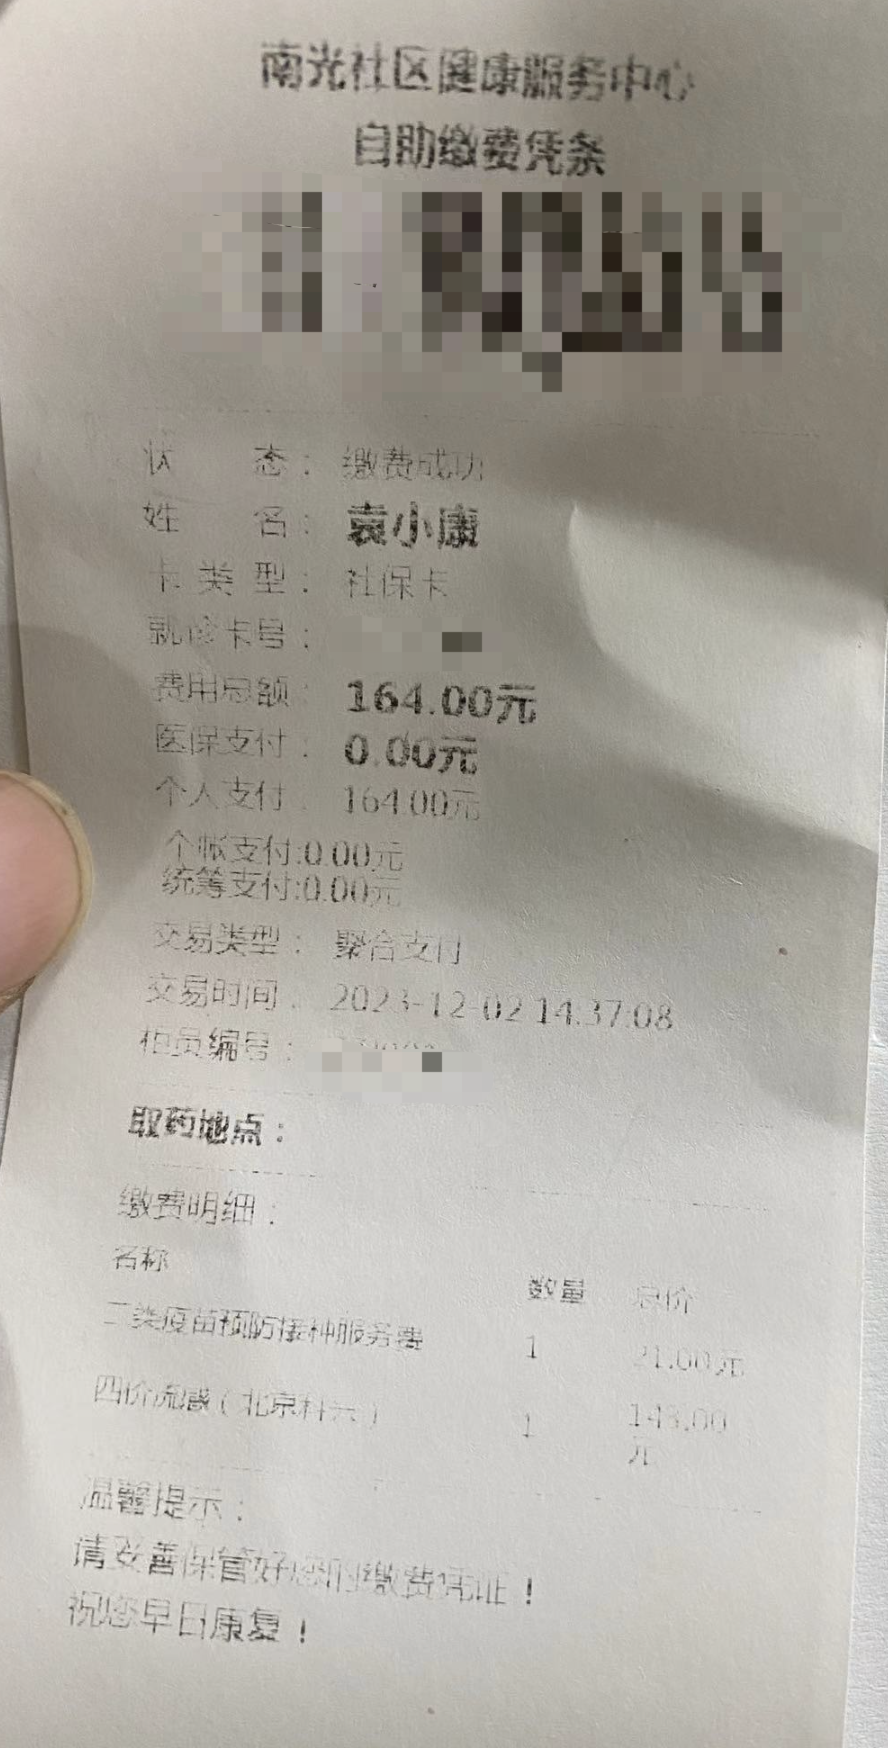 南光社区健康服务中心
自助缴费凭条
状 态： 缴费成功
姓 名： 袁小康
卡 类 型： 社保卡
就诊卡号：
费用总额： 164.00元
医保支付： 0.00元
个人支付： 164.00元
个帐支付:0.00元
统筹支付:0.00元
交易类型： 聚合支付
交易时间： 2023-12-02 14:37:08
柜员编号：
取药地点：
缴费明细：
名称 数量 总价
二类疫苗预防接种服务费 1 21.00元
四价流感（北京科兴） 1 143.00
元
温馨提示：
请妥善保管好您的缴费凭证！
祝您早日康复！